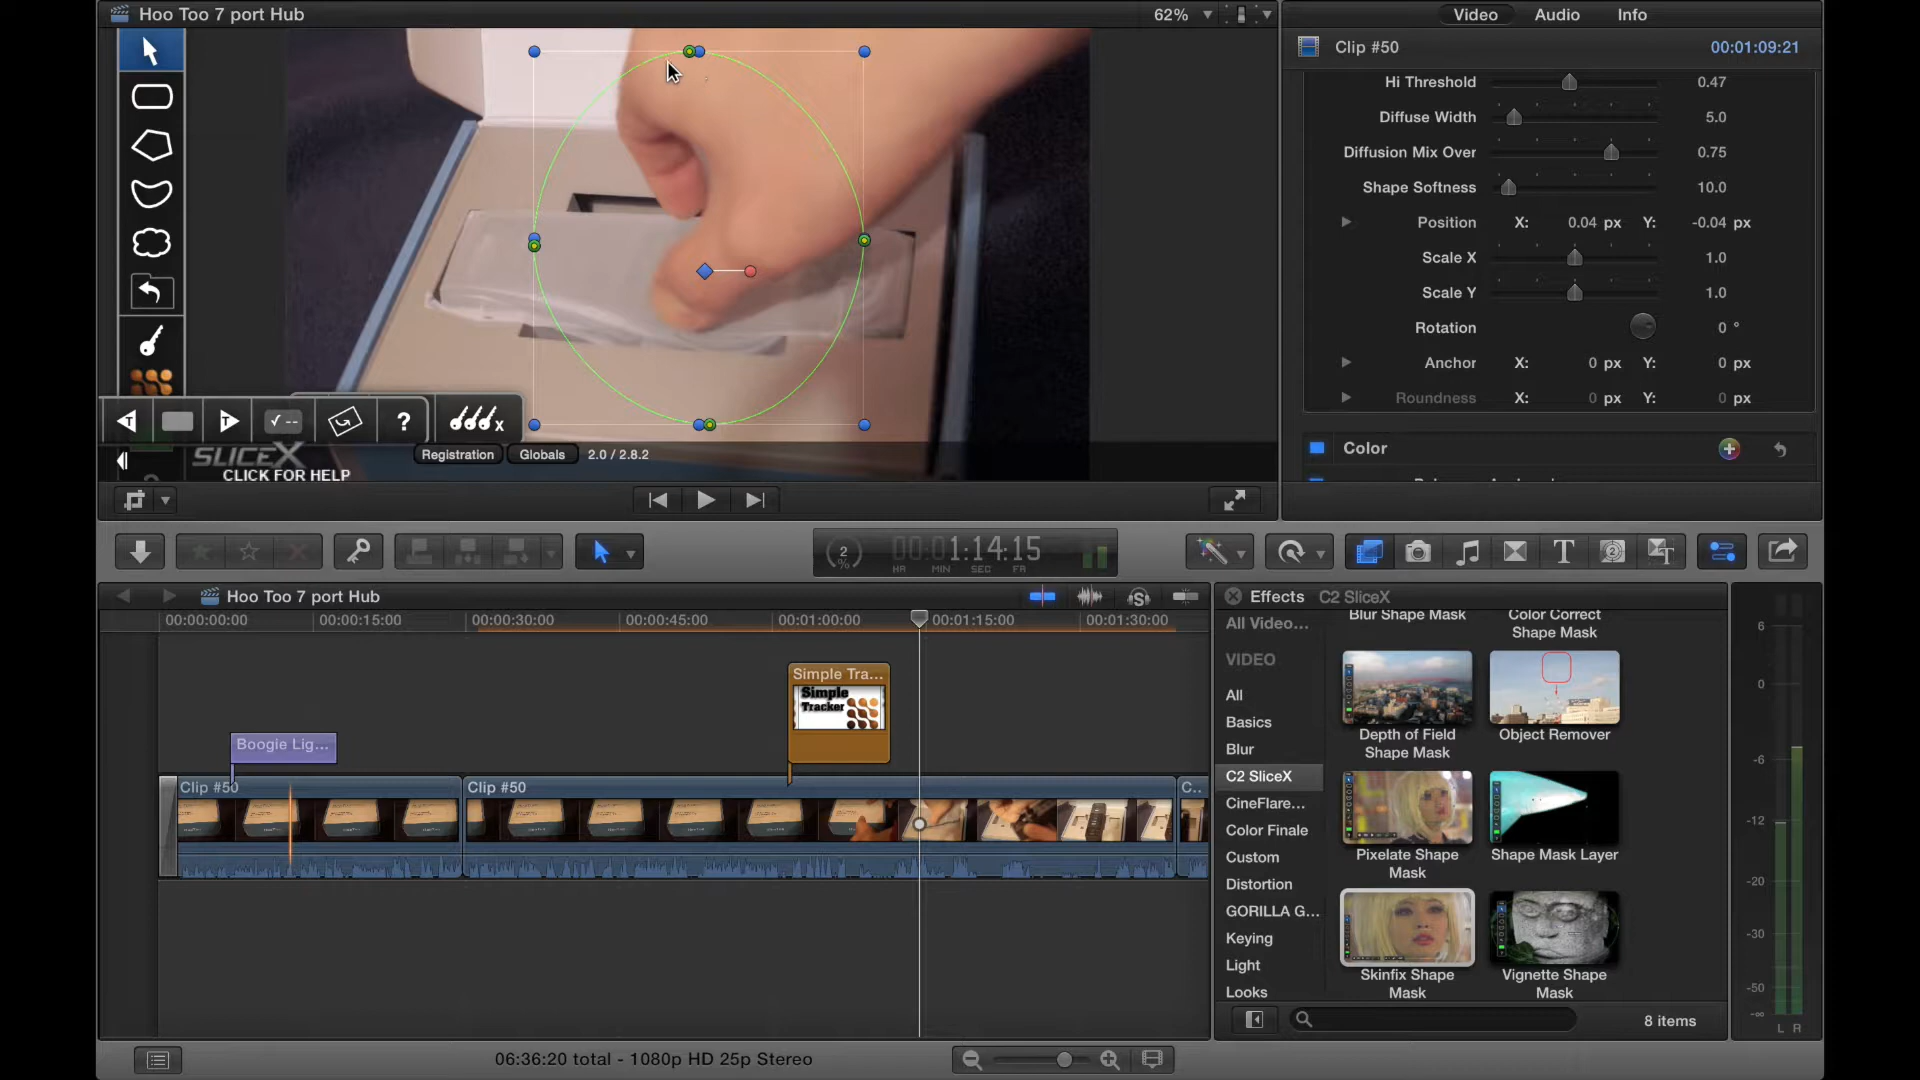 Hoo Too 7 port Hub
62%
Video
Audio
Info
Clip #50
00:01:09:21
Hi Threshold
0.47
Diffuse Width
5.0
Diffusion Mix Over
0.75
Shape Softness
10.0
Position X: 0.04 px Y: -0.04 px
Scale X
1.0
Scale Y
1.0
Rotation
0 °
Anchor X: 0 px Y: 0 px
Roundness X: 0 px Y: 0 px
Color
T
T
✓--
?
x
SLICEX
CLICK FOR HELP
Registration
Globals
2.0 / 2.8.2
2
%
00:01:14:15
HR MIN SEC FR
T
2
T
Hoo Too 7 port Hub
S
00:00:00:00
00:00:15:00
00:00:30:00
00:00:45:00
00:01:00:00
00:01:15:00
00:01:30:00
Simple Tra...
Simple
Tracker
Boogie Lig...
Clip #50
Clip #50
C..
Effects
C2 SliceX
All Video...
VIDEO
All
Basics
Blur
C2 SliceX
CineFlare...
Color Finale
Custom
Distortion
GORILLA G...
Keying
Light
Looks
Blur Shape Mask
Color Correct
Shape Mask
Depth of Field
Shape Mask
Object Remover
Pixelate Shape
Mask
Shape Mask Layer
Skinfix Shape
Mask
Vignette Shape
Mask
8 items
6
0
-6
-12
-20
-30
-50
-∞
L R
06:36:20 total - 1080p HD 25p Stereo